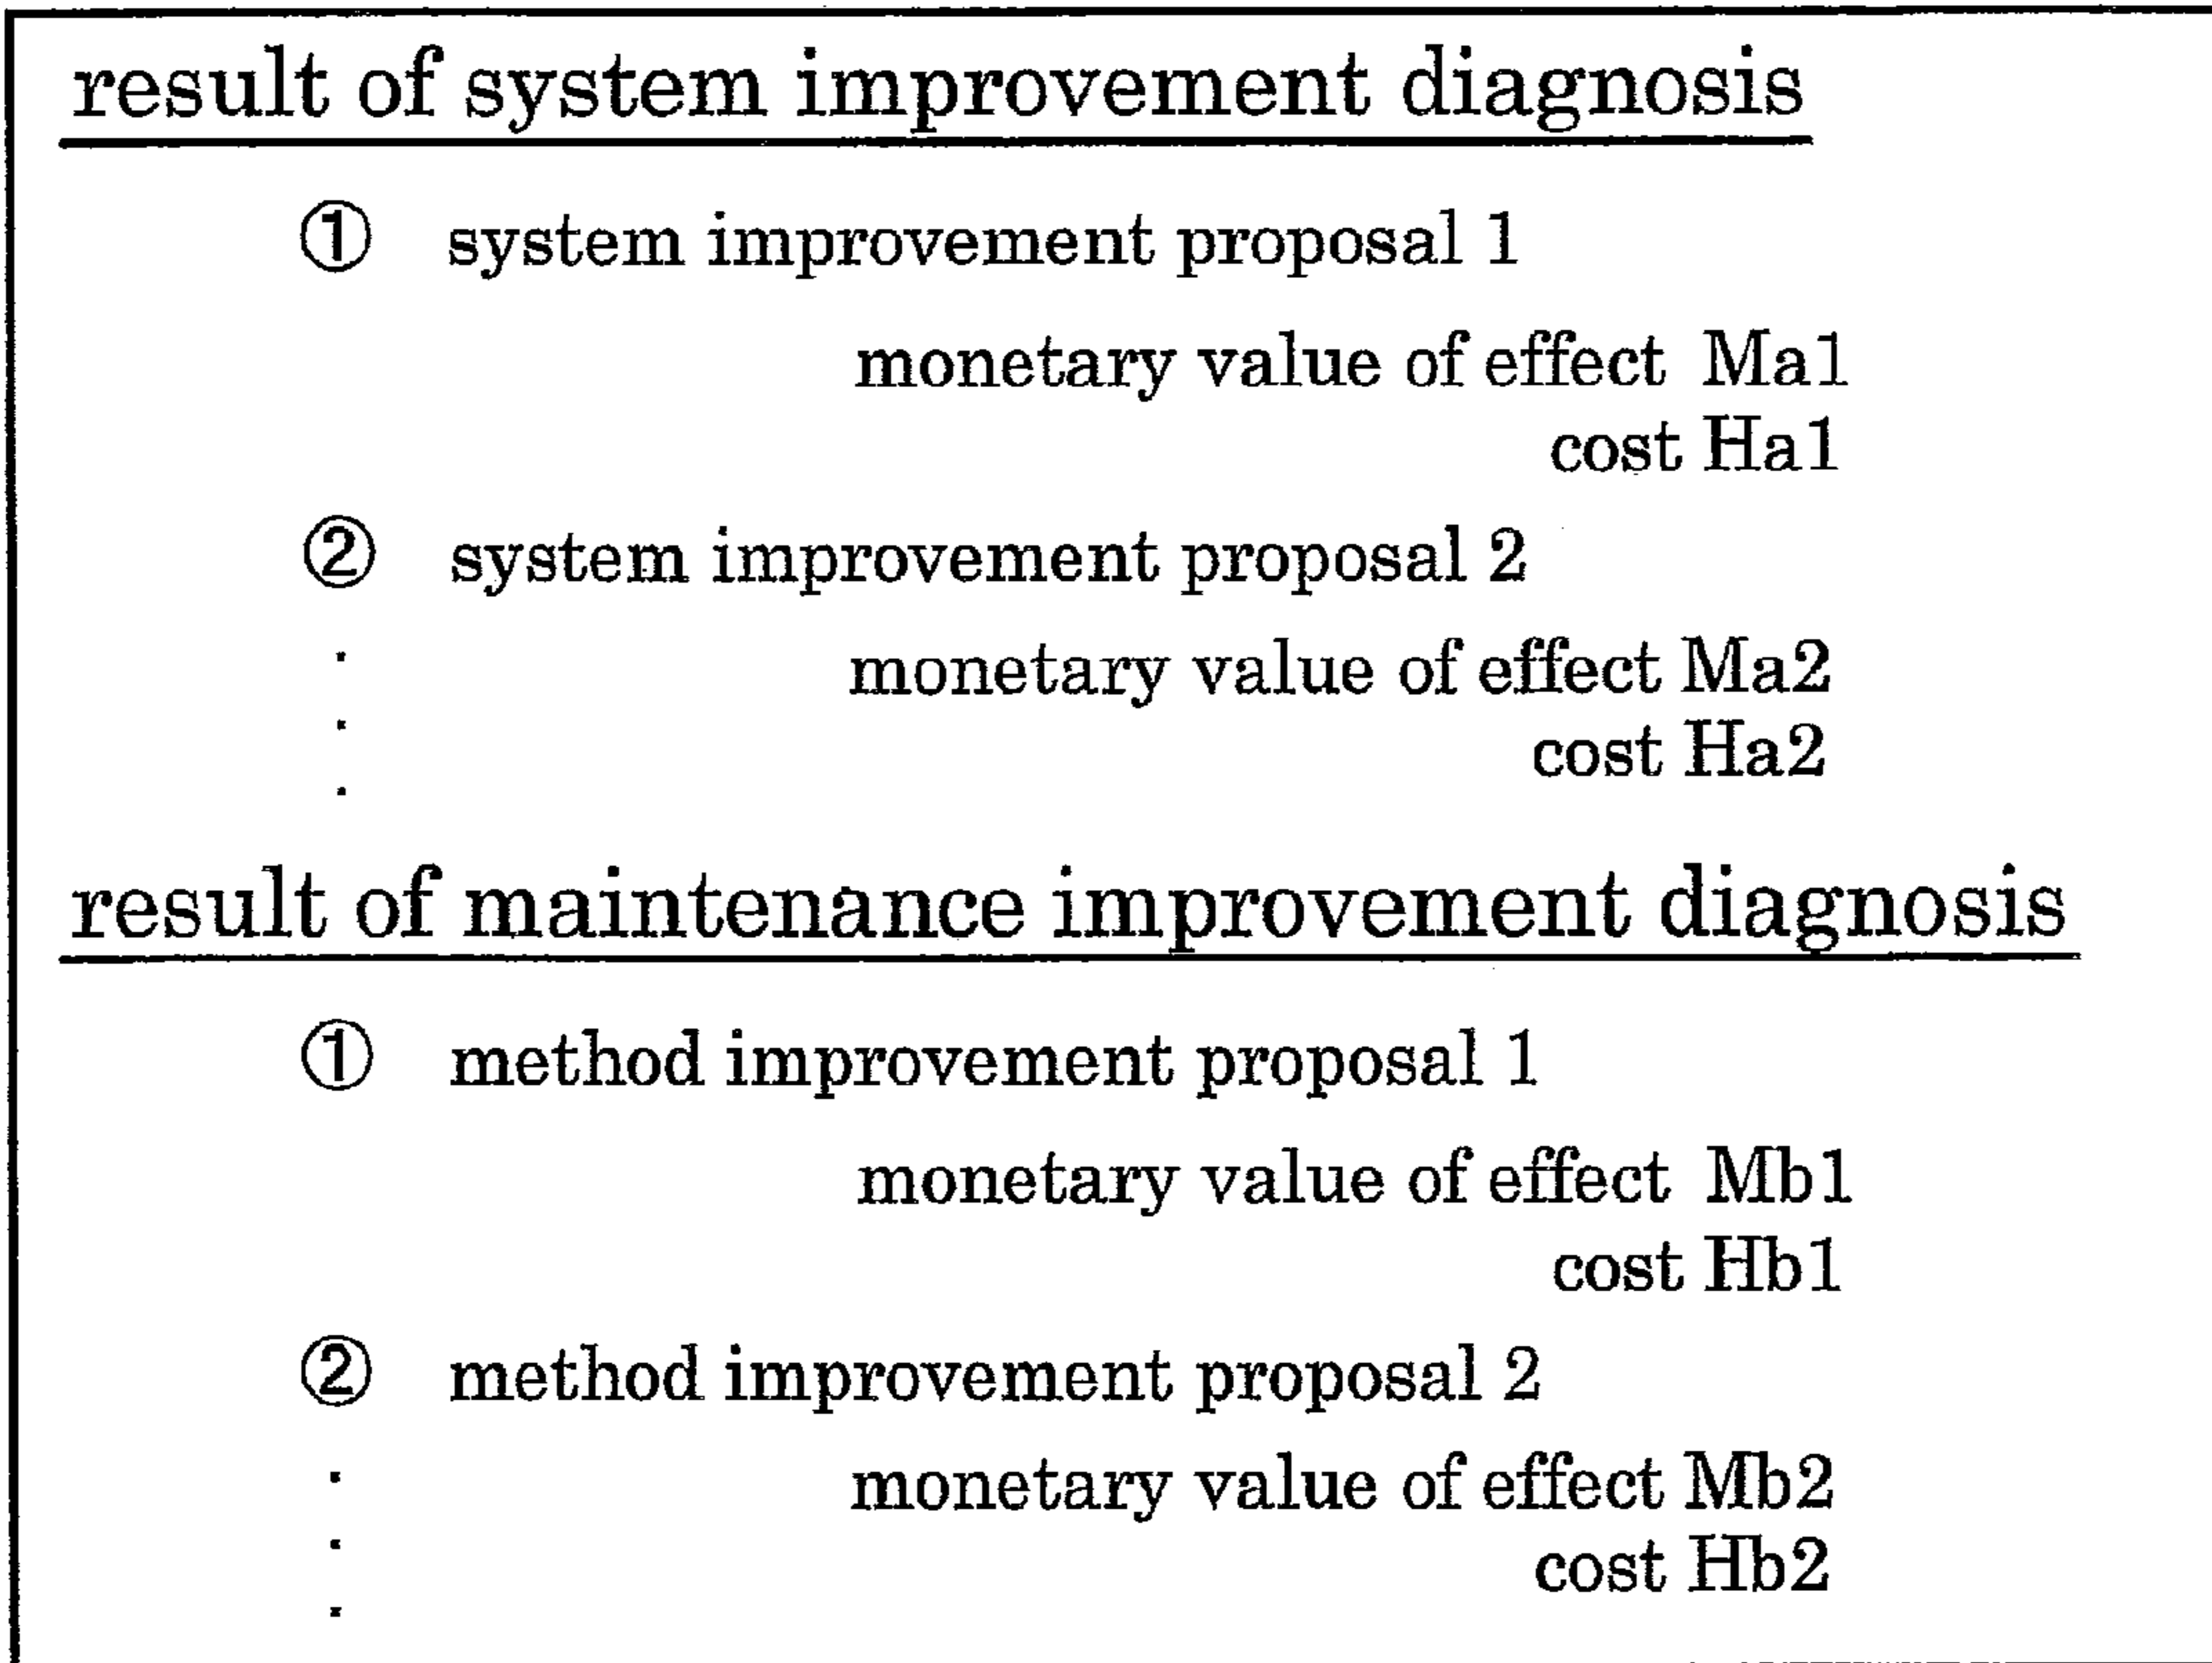 result of system improvement diagnosis
① system improvement proposal 1
monetary value of effect Ma1
cost Ha1
② system improvement proposal 2
. monetary value of effect Ma2
. cost Ha2
.
result of maintenance improvement diagnosis
① method improvement proposal 1
monetary value of effect Mb1
cost Hb1
② method improvement proposal 2
. monetary value of effect Mb2
. cost Hb2
.